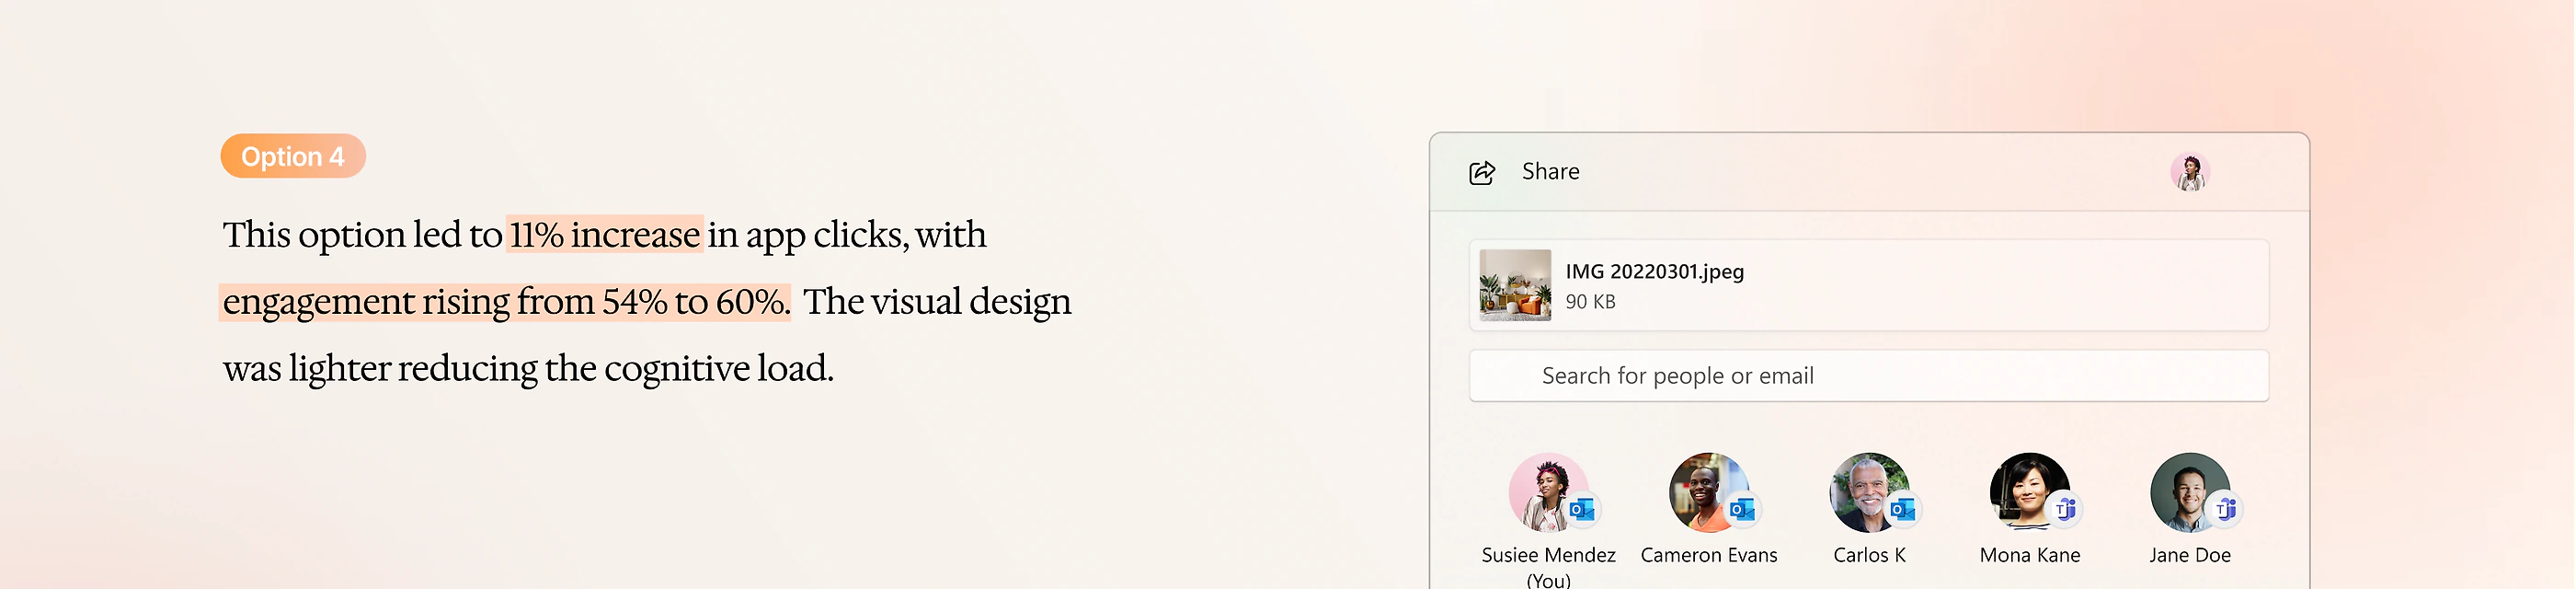 Option 4
This option led to 11% increase in app clicks, with
engagement rising from 54% to 60%. The visual design
was lighter reducing the cognitive load.
Share
IMG 20220301.jpeg
90 KB
Search for people or email
Susiee Mendez
(You)
Cameron Evans
Carlos K
Mona Kane
Jane Doe